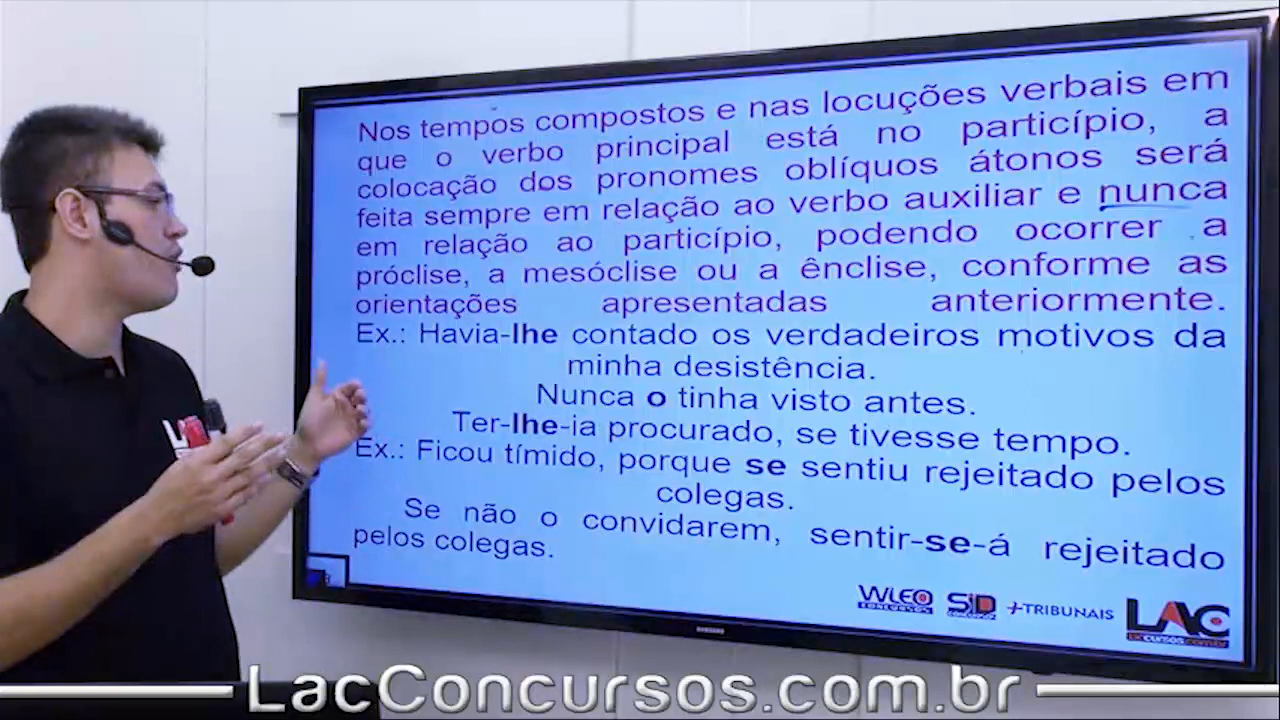 Nos tempos compostos e nas locuções verbais em
que o verbo principal está no particípio, a
colocação dos pronomes oblíquos átonos será
feita sempre em relação ao verbo auxiliar e nunca
em relação ao particípio, podendo ocorrer a
próclise, a mesóclise ou a ênclise, conforme as
orientações apresentadas anteriormente.
Ex.: Havia-lhe contado os verdadeiros motivos da
minha desistência.
Nunca o tinha visto antes.
Ter-lhe-ia procurado, se tivesse tempo.
Ex.: Ficou tímido, porque se sentiu rejeitado pelos
colegas.
Se não o convidarem, sentir-se-á rejeitado
pelos colegas.
WLEO CONCURSOS
SID
+TRIBUNAIS
LAC
SAMSUNG
LacConcursos.com.br